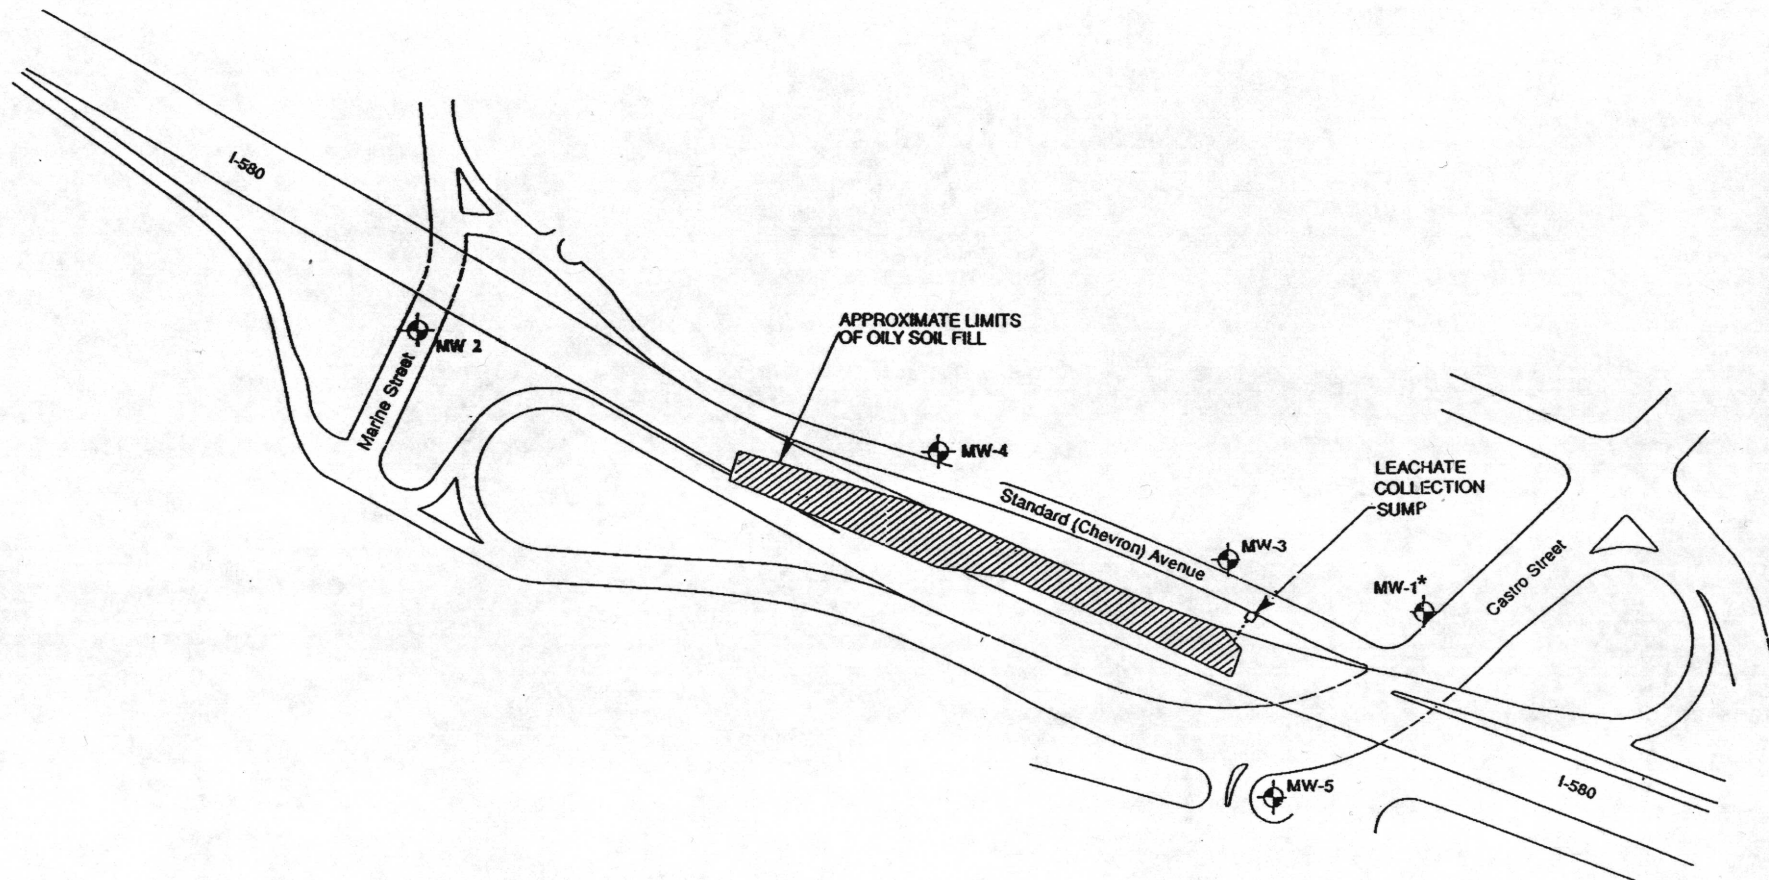 I-580
APPROXIMATE LIMITS
OF OILY SOIL FILL
MW 2
Marine Street
MW-4
LEACHATE
COLLECTION
SUMP
Standard (Chevron) Avenue
MW-3
MW-1*
Castro Street
MW-5
I-580